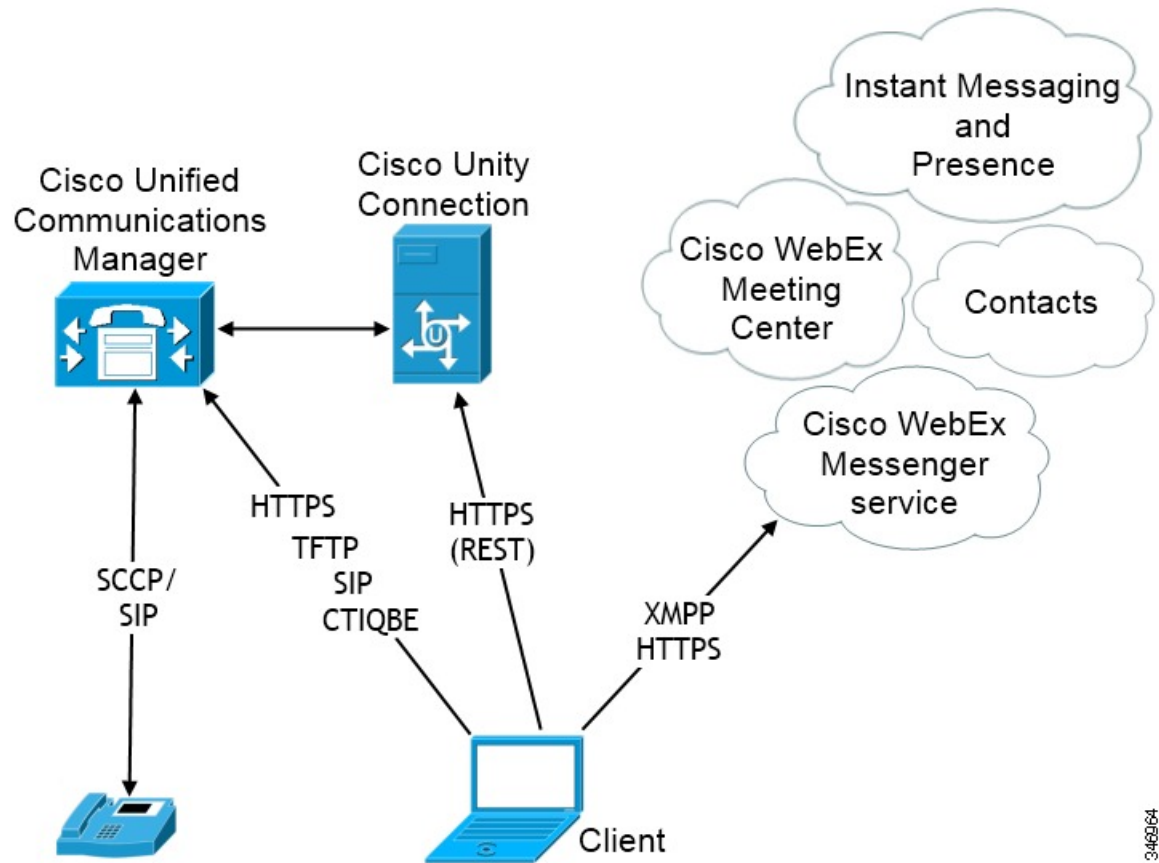 Instant Messaging
and
Presence
Cisco Unified
Communications
Manager
Cisco Unity
Connection
Cisco WebEx
Meeting
Center
Contacts
U
Cisco WebEx
Messenger
service
HTTPS
TFTP
SIP
CTIQBE
HTTPS
(REST)
SCCP/
SIP
XMPP
HTTPS
Client
346964